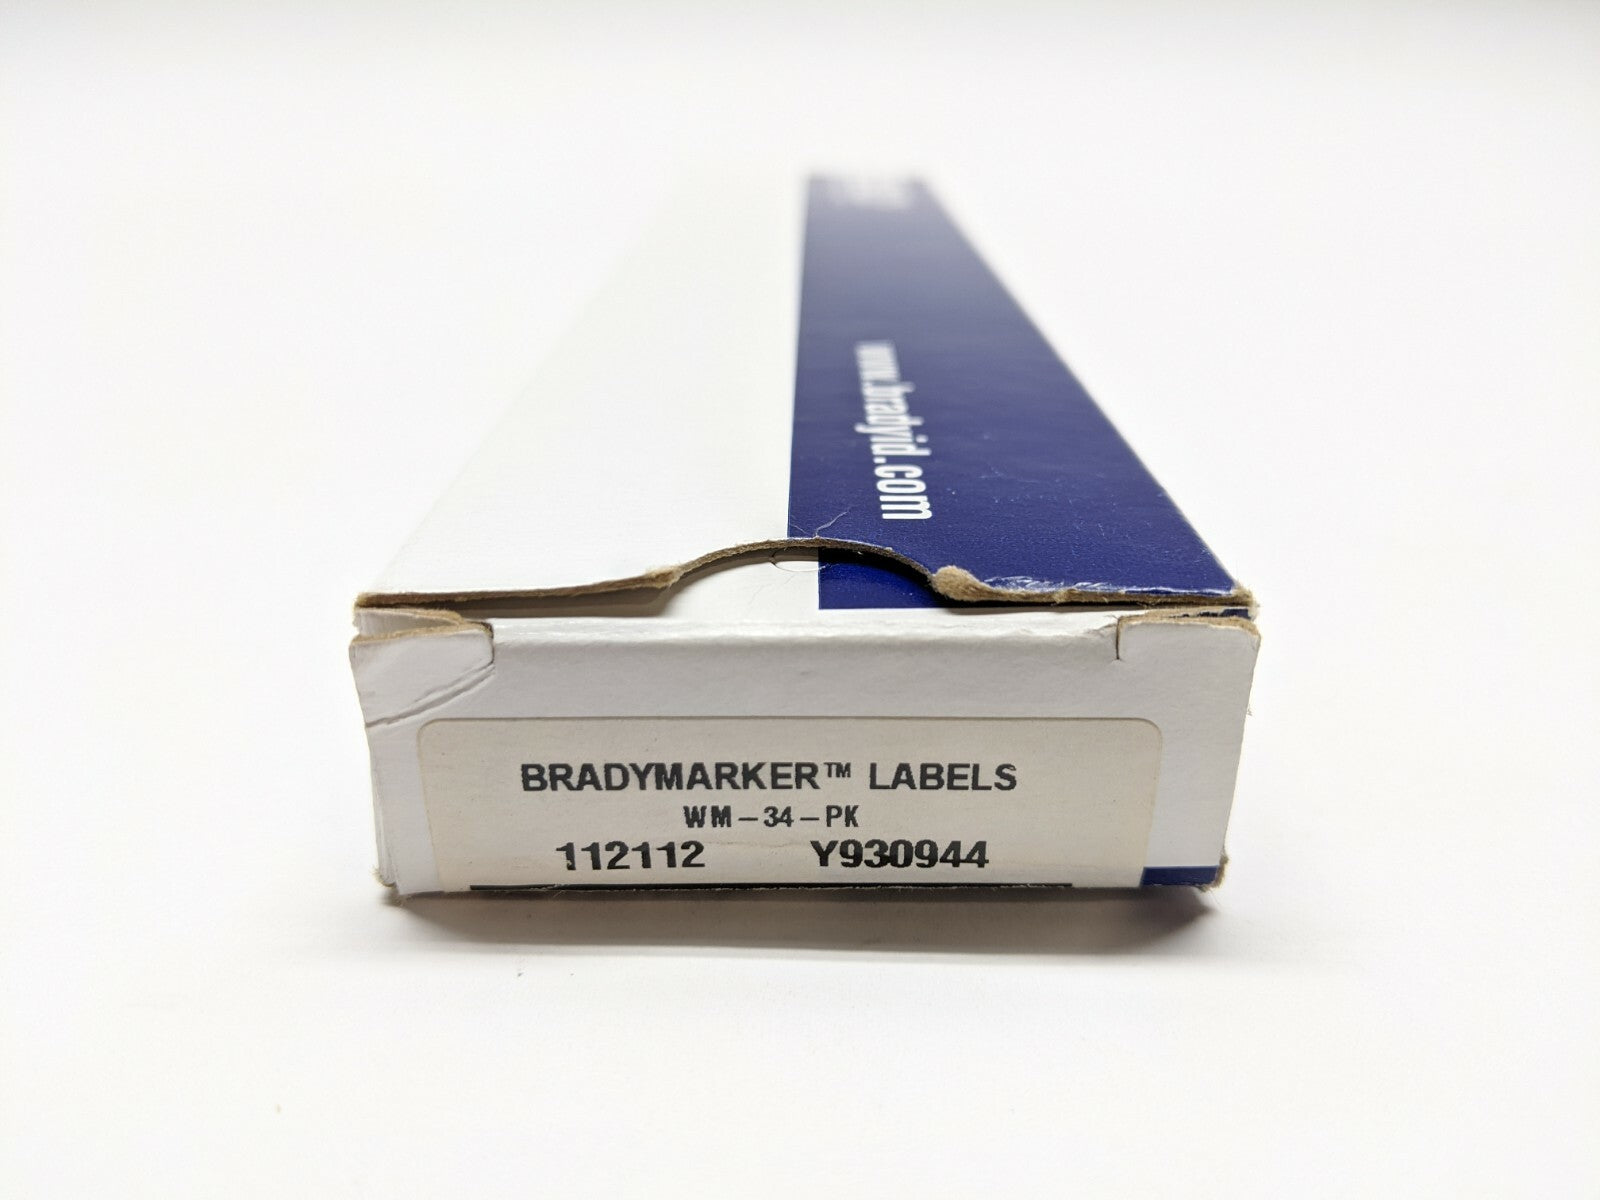 www.bradyid.com
BRADYMARKER™ LABELS
WM-34-PK
112112 Y930944